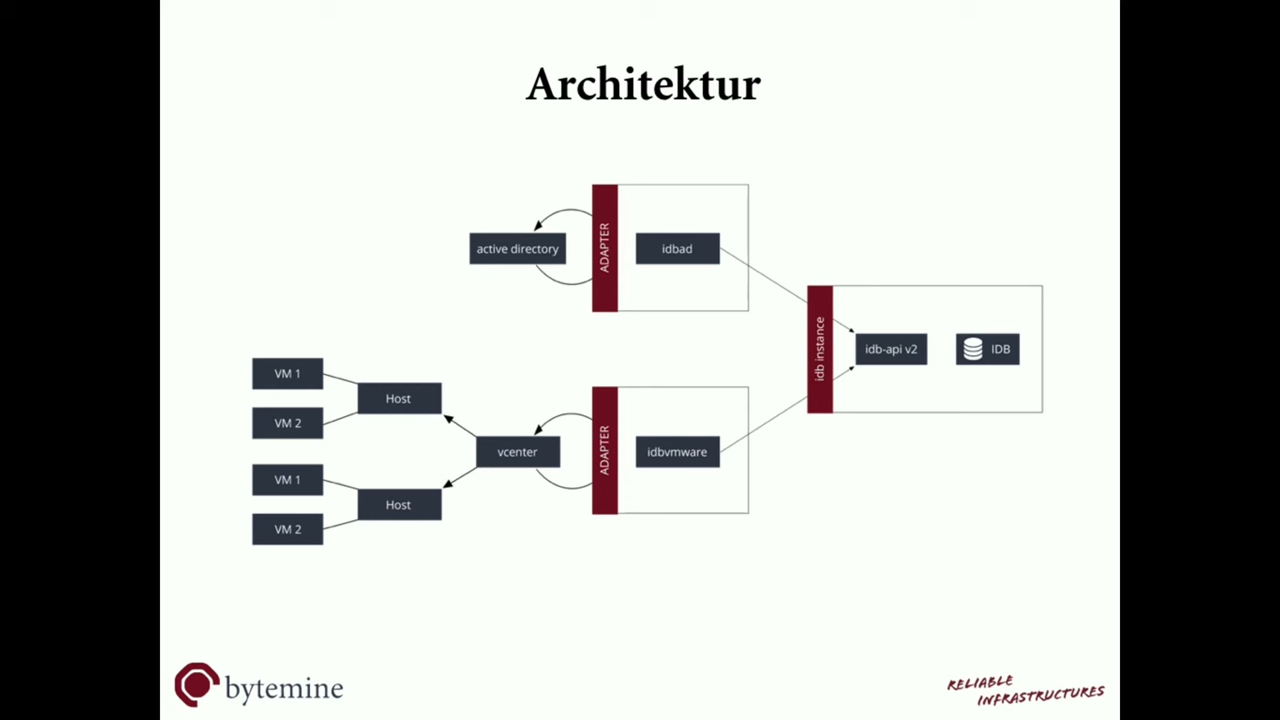 Architektur
active directory
ADAPTER
idbad
idb instance
idb-api v2
IDB
VM 1
VM 2
Host
vcenter
ADAPTER
idbvmware
VM 1
VM 2
Host
bytemine
RELIABLE
INFRASTRUCTURES